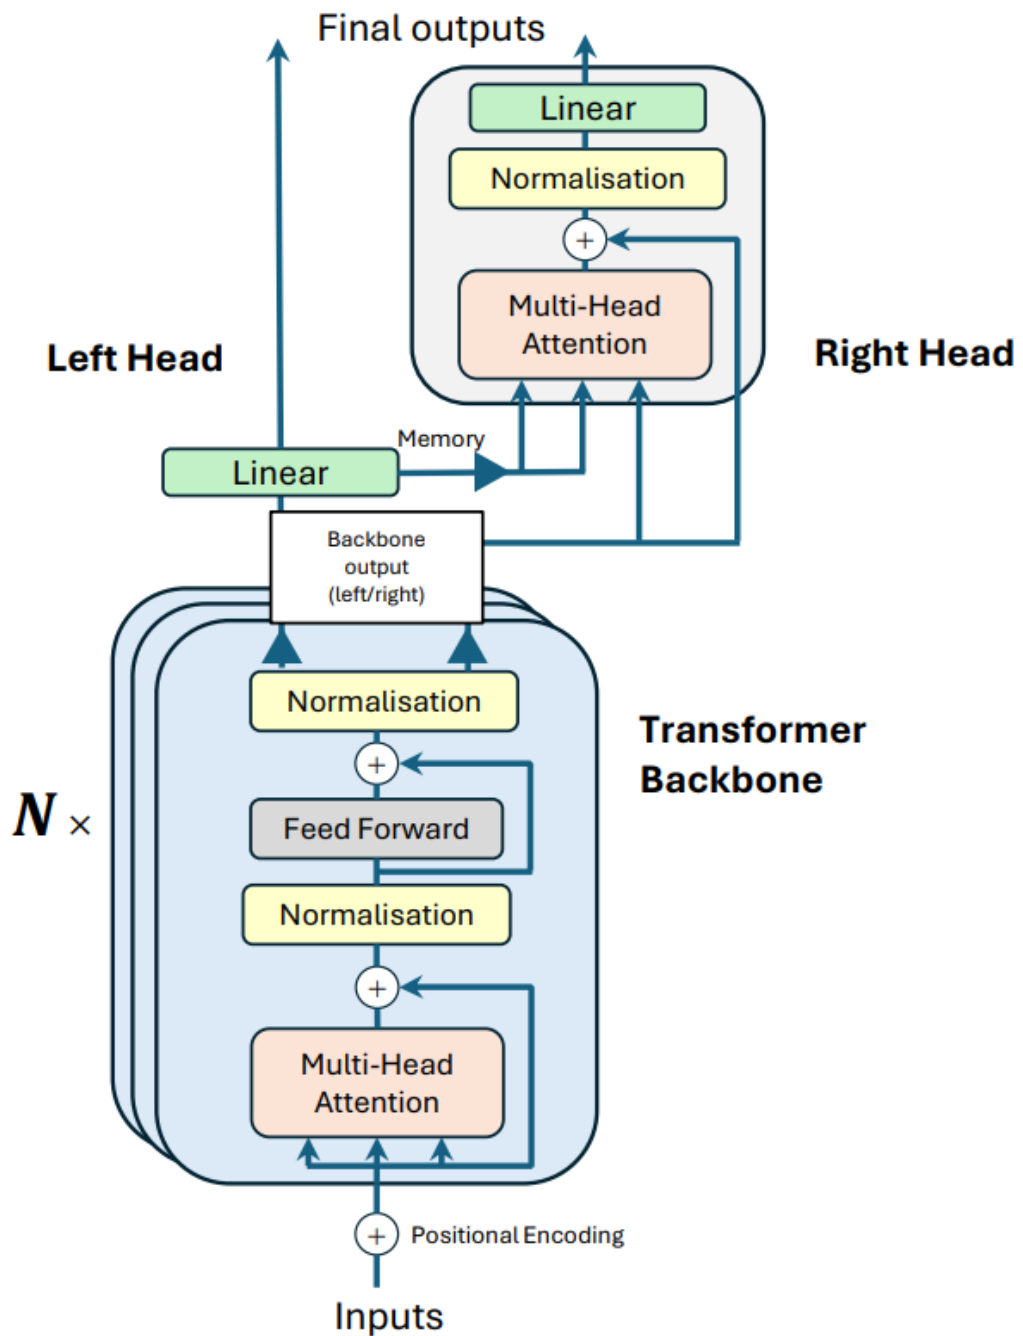 Final outputs
Linear
Normalisation
+
Multi-Head
Attention
Left Head
Right Head
Memory
Linear
Backbone
output
(left/right)
Normalisation
+
Transformer
Backbone
Feed Forward
N ×
Normalisation
+
Multi-Head
Attention
+ Positional Encoding
Inputs